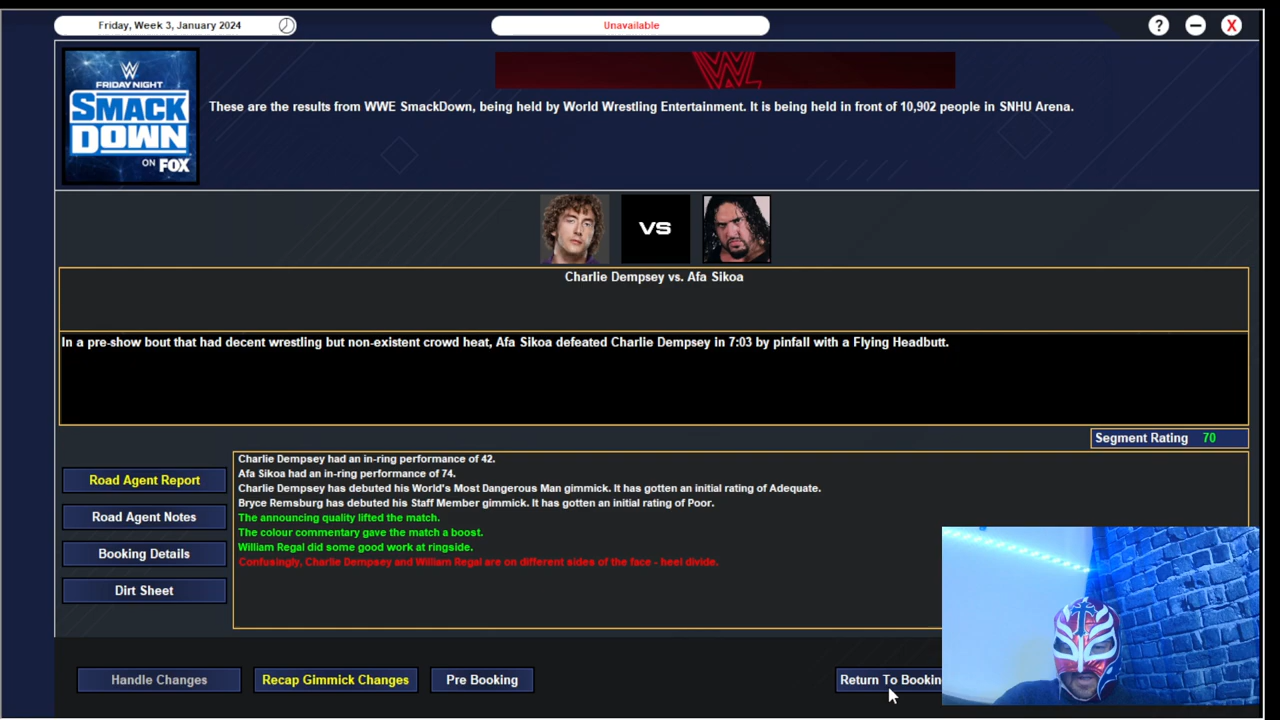 Friday, Week 3, January 2024
Unavailable
?
X
W
FRIDAY NIGHT
SMACK
DOWN
ON FOX
These are the results from WWE SmackDown, being held by World Wrestling Entertainment. It is being held in front of 10,902 people in SNHU Arena.
VS
Charlie Dempsey vs. Afa Sikoa
In a pre-show bout that had decent wrestling but non-existent crowd heat, Afa Sikoa defeated Charlie Dempsey in 7:03 by pinfall with a Flying Headbutt.
Segment Rating 70
Road Agent Report
Road Agent Notes
Booking Details
Dirt Sheet
Charlie Dempsey had an in-ring performance of 42.
Afa Sikoa had an in-ring performance of 74.
Charlie Dempsey has debuted his World's Most Dangerous Man gimmick. It has gotten an initial rating of Adequate.
Bryce Remsburg has debuted his Staff Member gimmick. It has gotten an initial rating of Poor.
The announcing quality lifted the match.
The colour commentary gave the match a boost.
William Regal did some good work at ringside.
Confusingly, Charlie Dempsey and William Regal are on different sides of the face - heel divide.
Handle Changes
Recap Gimmick Changes
Pre Booking
Return To Bookin